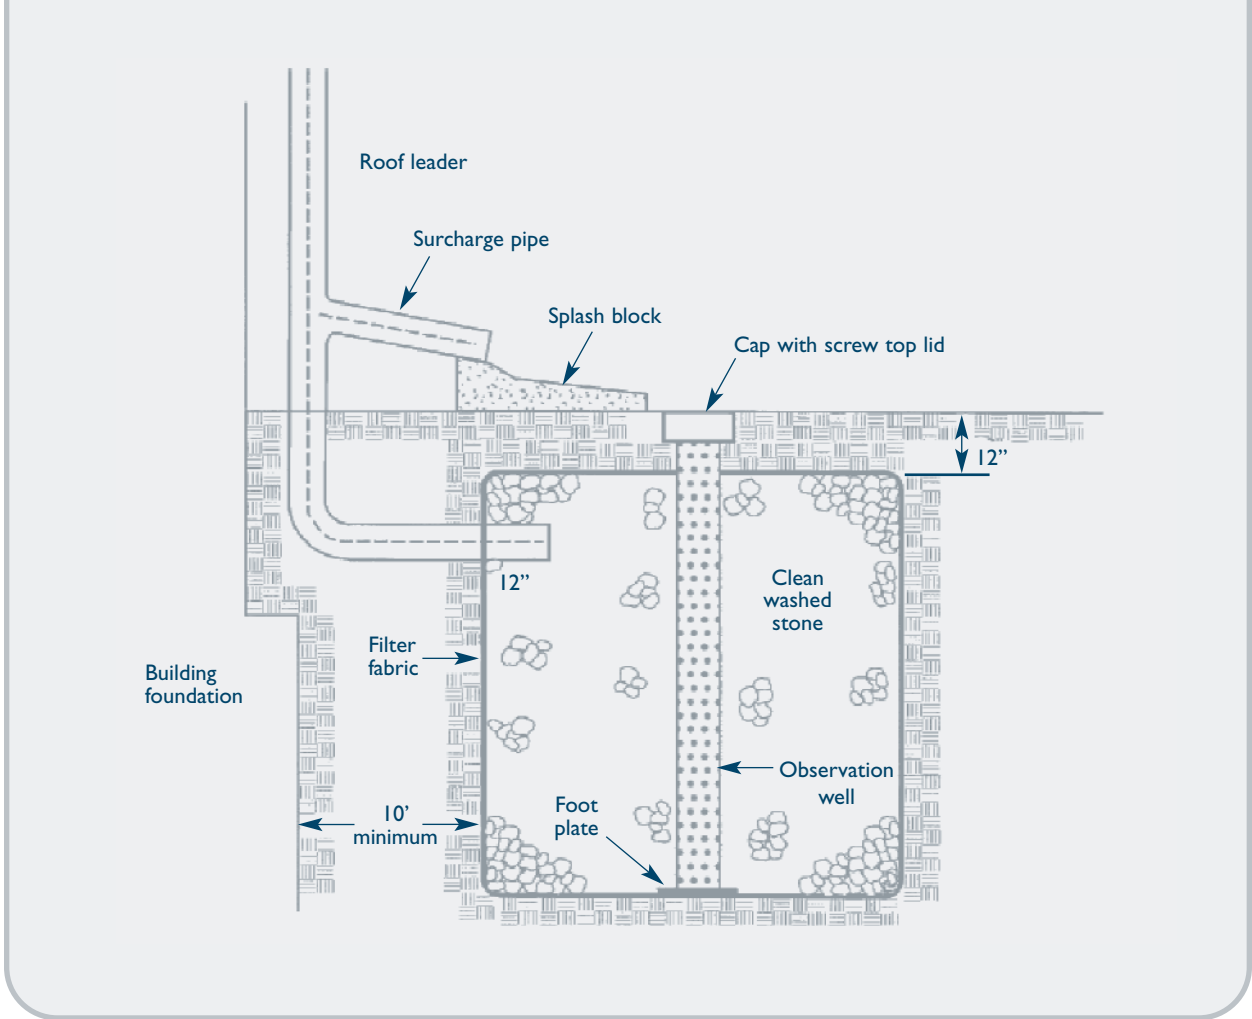 Roof leader
Surcharge pipe
Splash block
Cap with screw top lid
12”
12”
Clean
washed
stone
Filter
fabric
Building
foundation
Observation
well
Foot
plate
10’
minimum